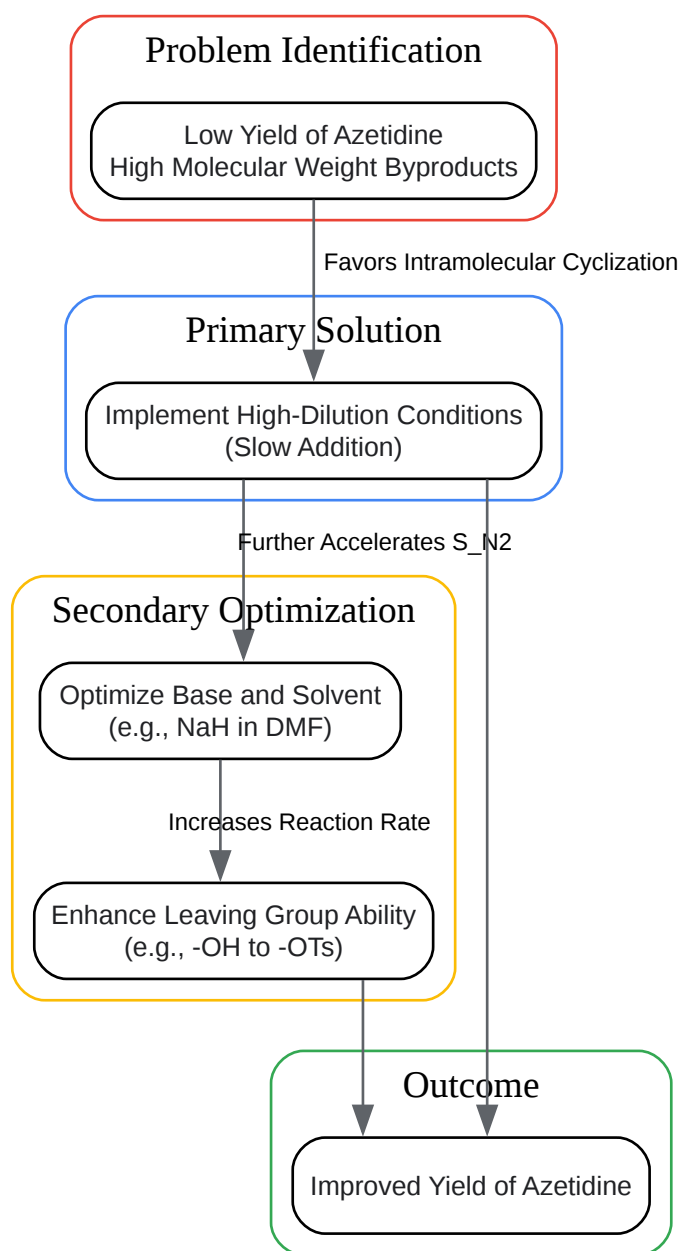 Problem Identification
Low Yield of Azetidine
High Molecular Weight Byproducts
Favors Intramolecular Cyclization
Primary Solution
Implement High-Dilution Conditions
(Slow Addition)
Further Accelerates S_N2
Secondary Optimization
Optimize Base and Solvent
(e.g., NaH in DMF)
Increases Reaction Rate
Enhance Leaving Group Ability
(e.g., -OH to -OTs)
Outcome
Improved Yield of Azetidine